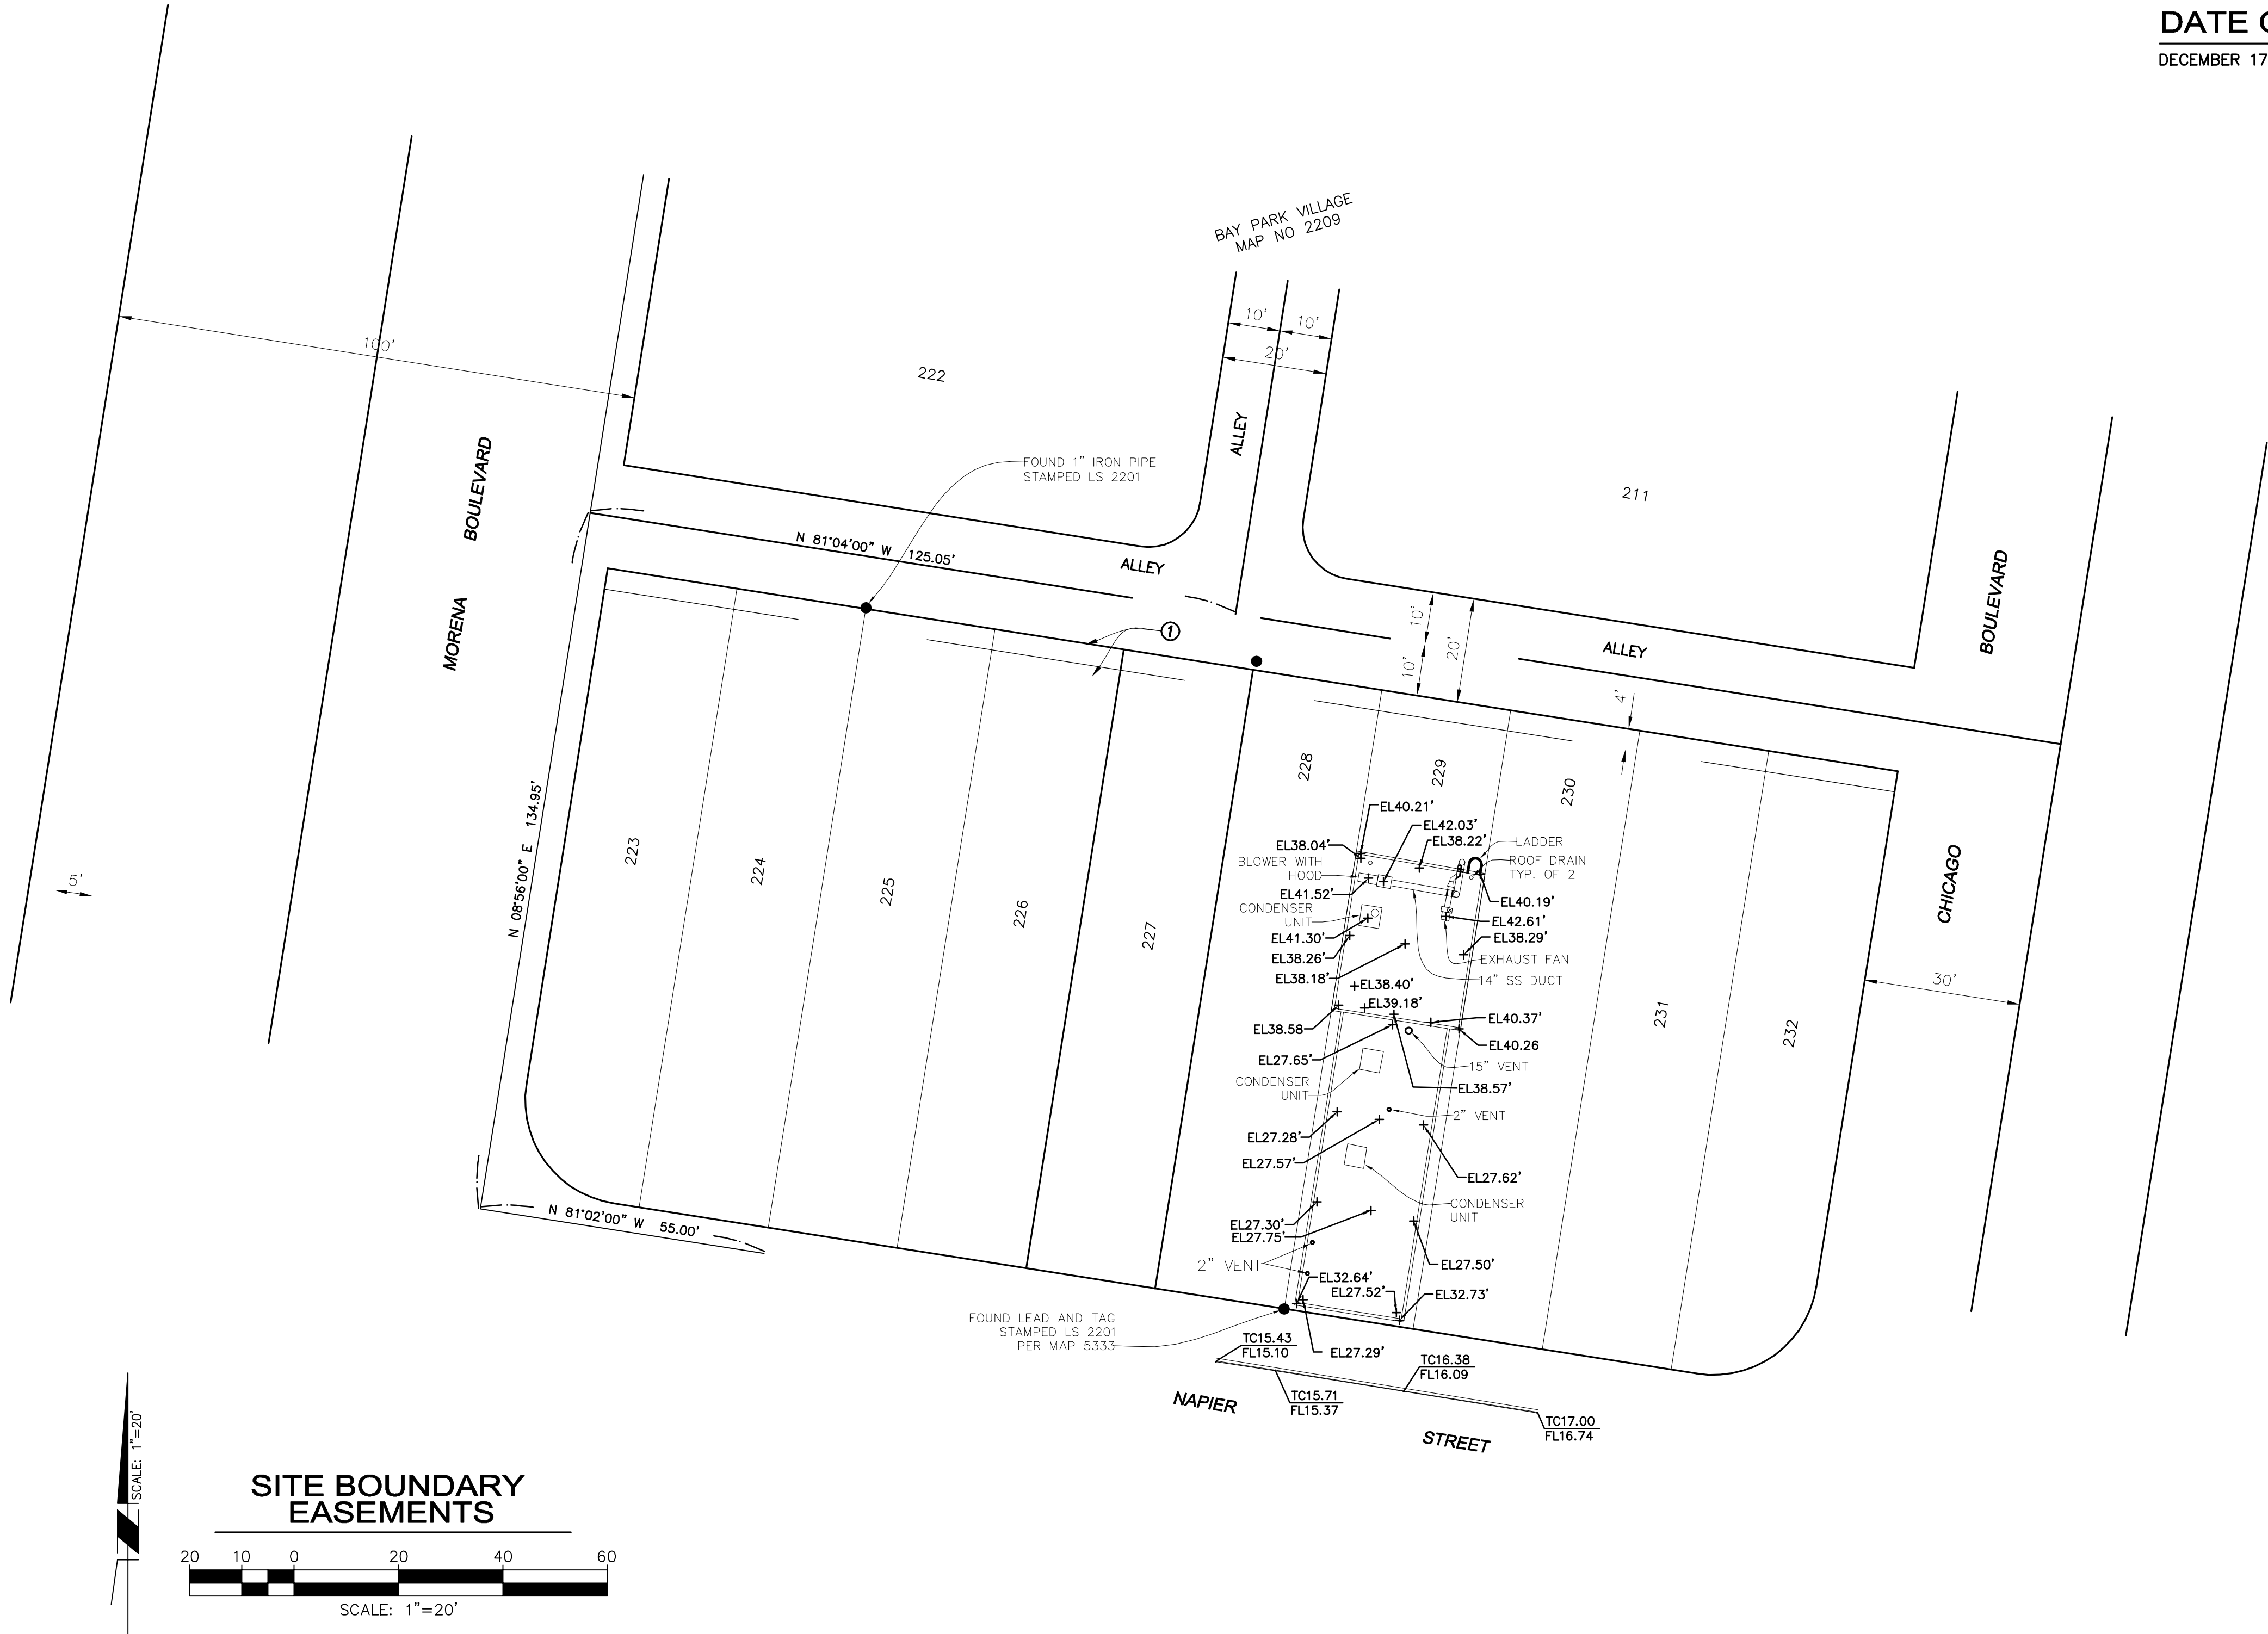 DATE
DECEMBER 17
BAY PARK VILLAGE
MAP NO 2209
10'
10'
20'
100'
222
ALLEY
FOUND 1" IRON PIPE
STAMPED LS 2201
211
MORENA BOULEVARD
N 81°04'00" W 125.05'
ALLEY
10'
10'
20'
ALLEY
4'
CHICAGO BOULEVARD
1
5'
N 08°56'00" E 134.95'
223
224
225
226
227
228
229
230
231
232
30'
EL40.21'
EL42.03'
EL38.22'
EL38.04'
LADDER
BLOWER WITH
HOOD
ROOF DRAIN
TYP. OF 2
EL41.52'
EL40.19'
CONDENSER
UNIT
EL42.61'
EL41.30'
EL38.29'
EL38.26'
EXHAUST FAN
EL38.18'
14" SS DUCT
EL38.40'
EL39.18'
EL38.58
EL40.37'
EL40.26
EL27.65'
15" VENT
CONDENSER
UNIT
EL38.57'
2" VENT
EL27.28'
EL27.57'
EL27.62'
CONDENSER
UNIT
EL27.30'
EL27.75'
2" VENT
EL27.50'
EL32.64'
EL27.52'
EL32.73'
N 81°02'00" W 55.00'
FOUND LEAD AND TAG
STAMPED LS 2201
PER MAP 5333
EL27.29'
TC15.43
FL15.10
TC16.38
FL16.09
TC15.71
FL15.37
TC17.00
FL16.74
NAPIER STREET
SCALE: 1"=20'
SITE BOUNDARY
EASEMENTS
20 10 0 20 40 60
SCALE: 1"=20'